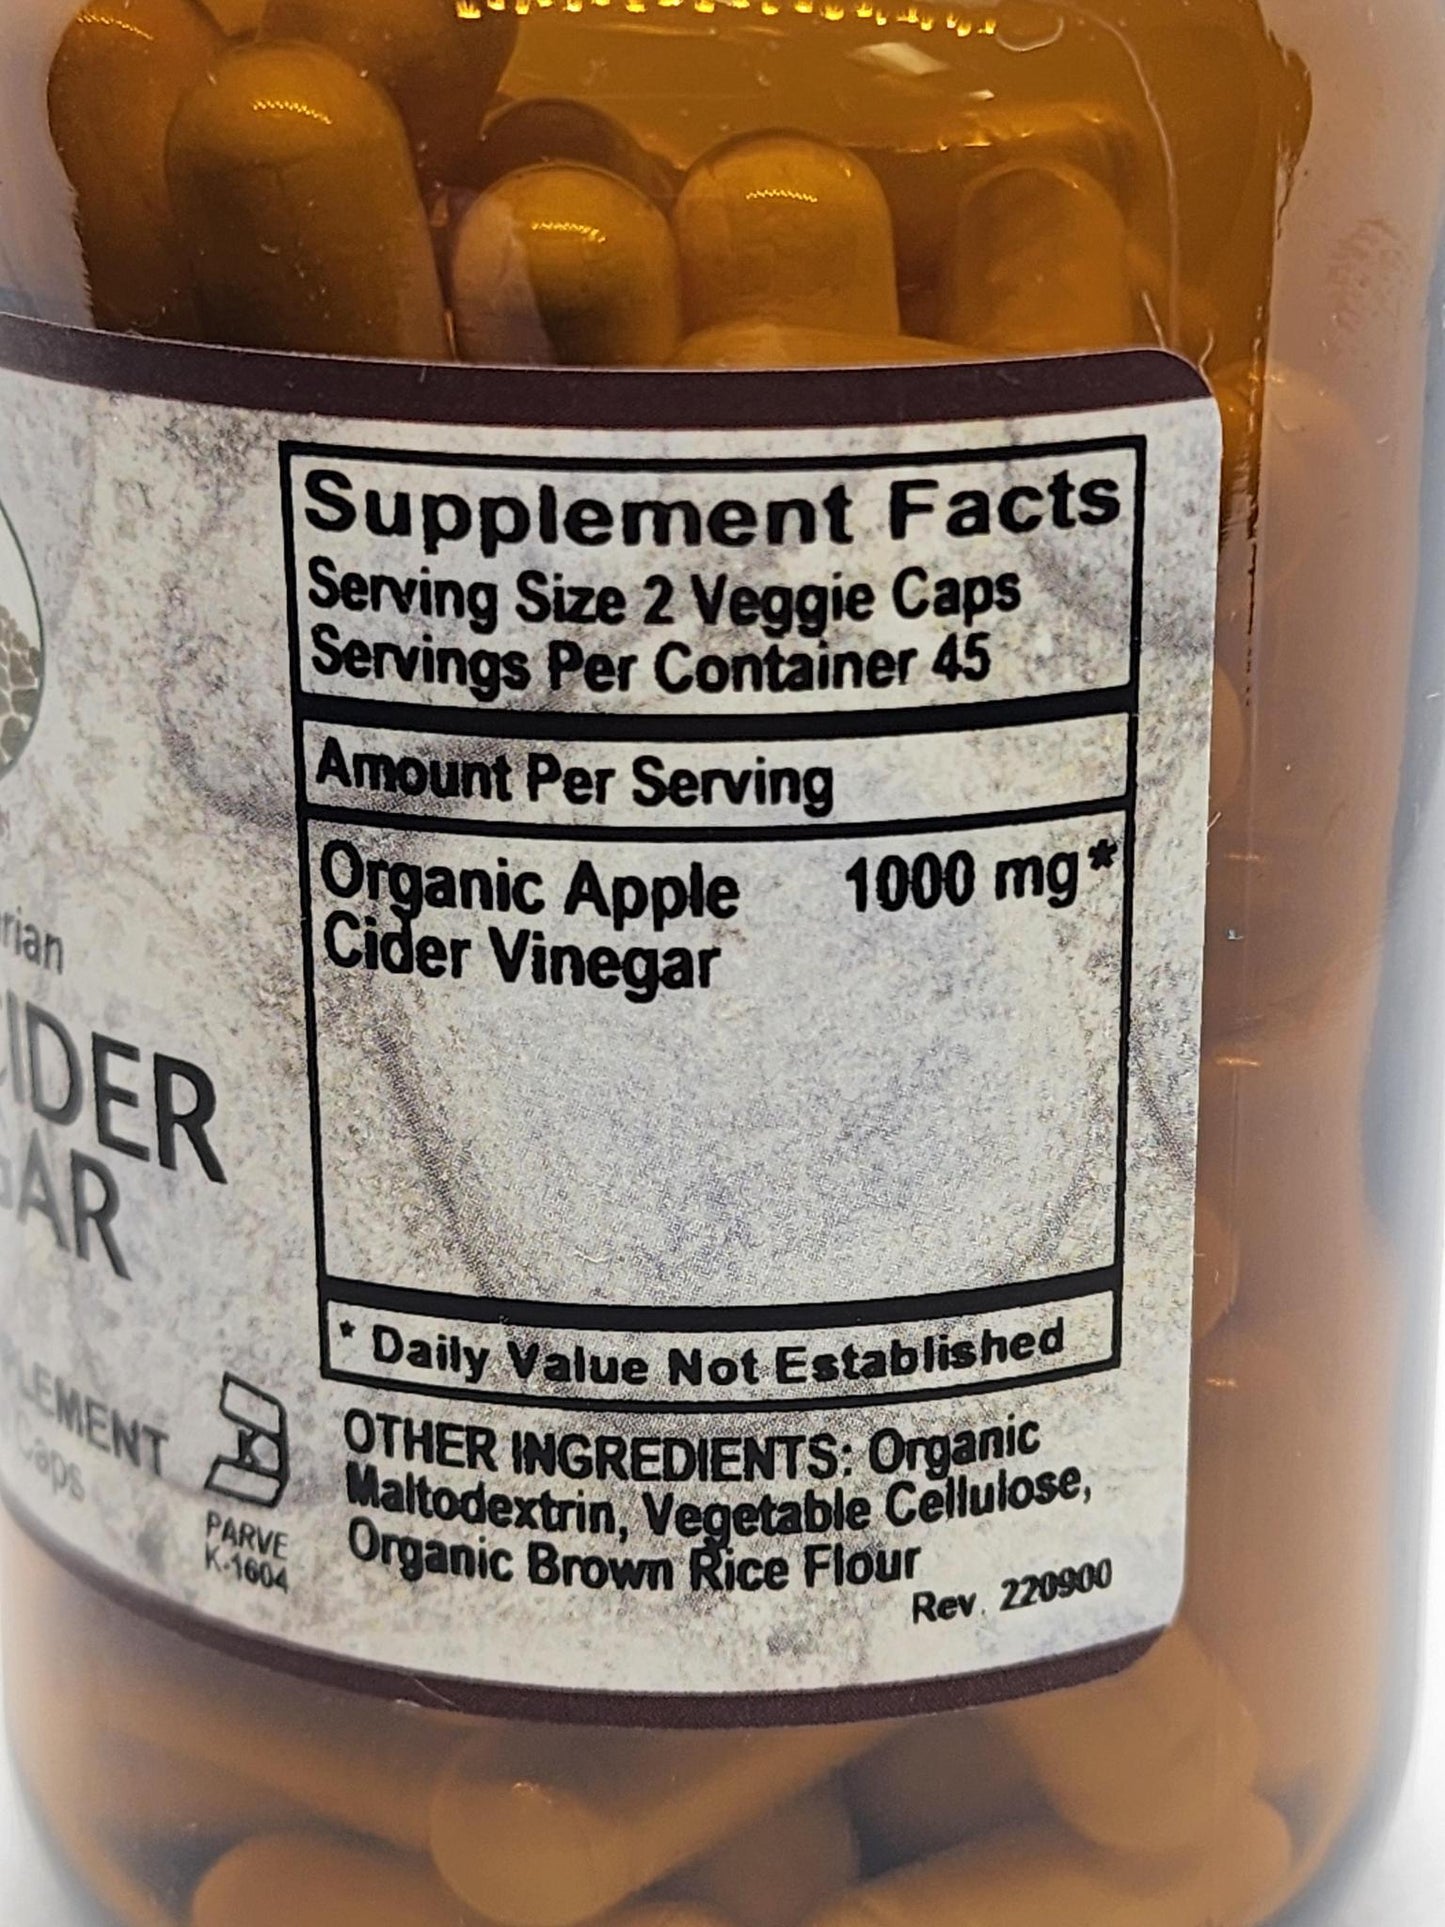 Supplement Facts
Serving Size 2 Veggie Caps
Servings Per Container 45
Amount Per Serving
Organic Apple 1000 mg*
Cider Vinegar
* Daily Value Not Established
OTHER INGREDIENTS: Organic
Maltodextrin, Vegetable Cellulose,
Organic Brown Rice Flour
Rev. 220900
rian
CIDER
GAR
PLEMENT
Caps
K
PARVE
K-1604